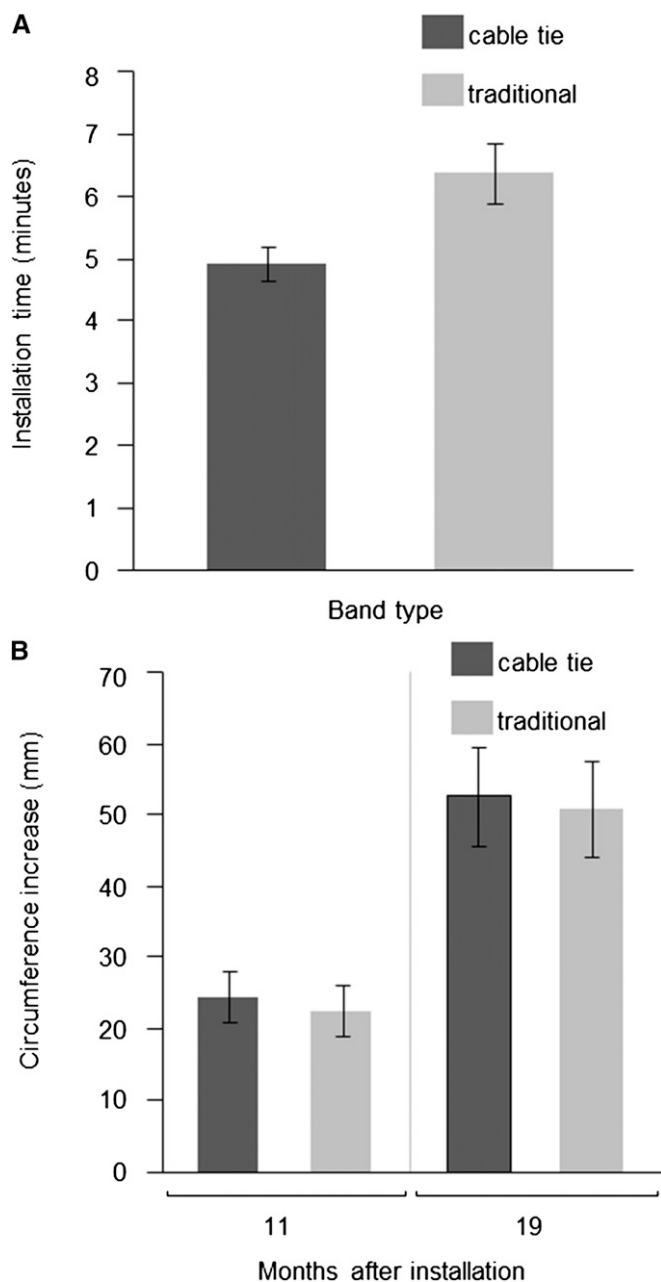 A
cable tie
traditional
8
7
6
5
4
3
2
1
0
Installation time (minutes)
Band type
B
cable tie
traditional
70
60
50
40
30
20
10
0
Circumference increase (mm)
11
19
Months after installation